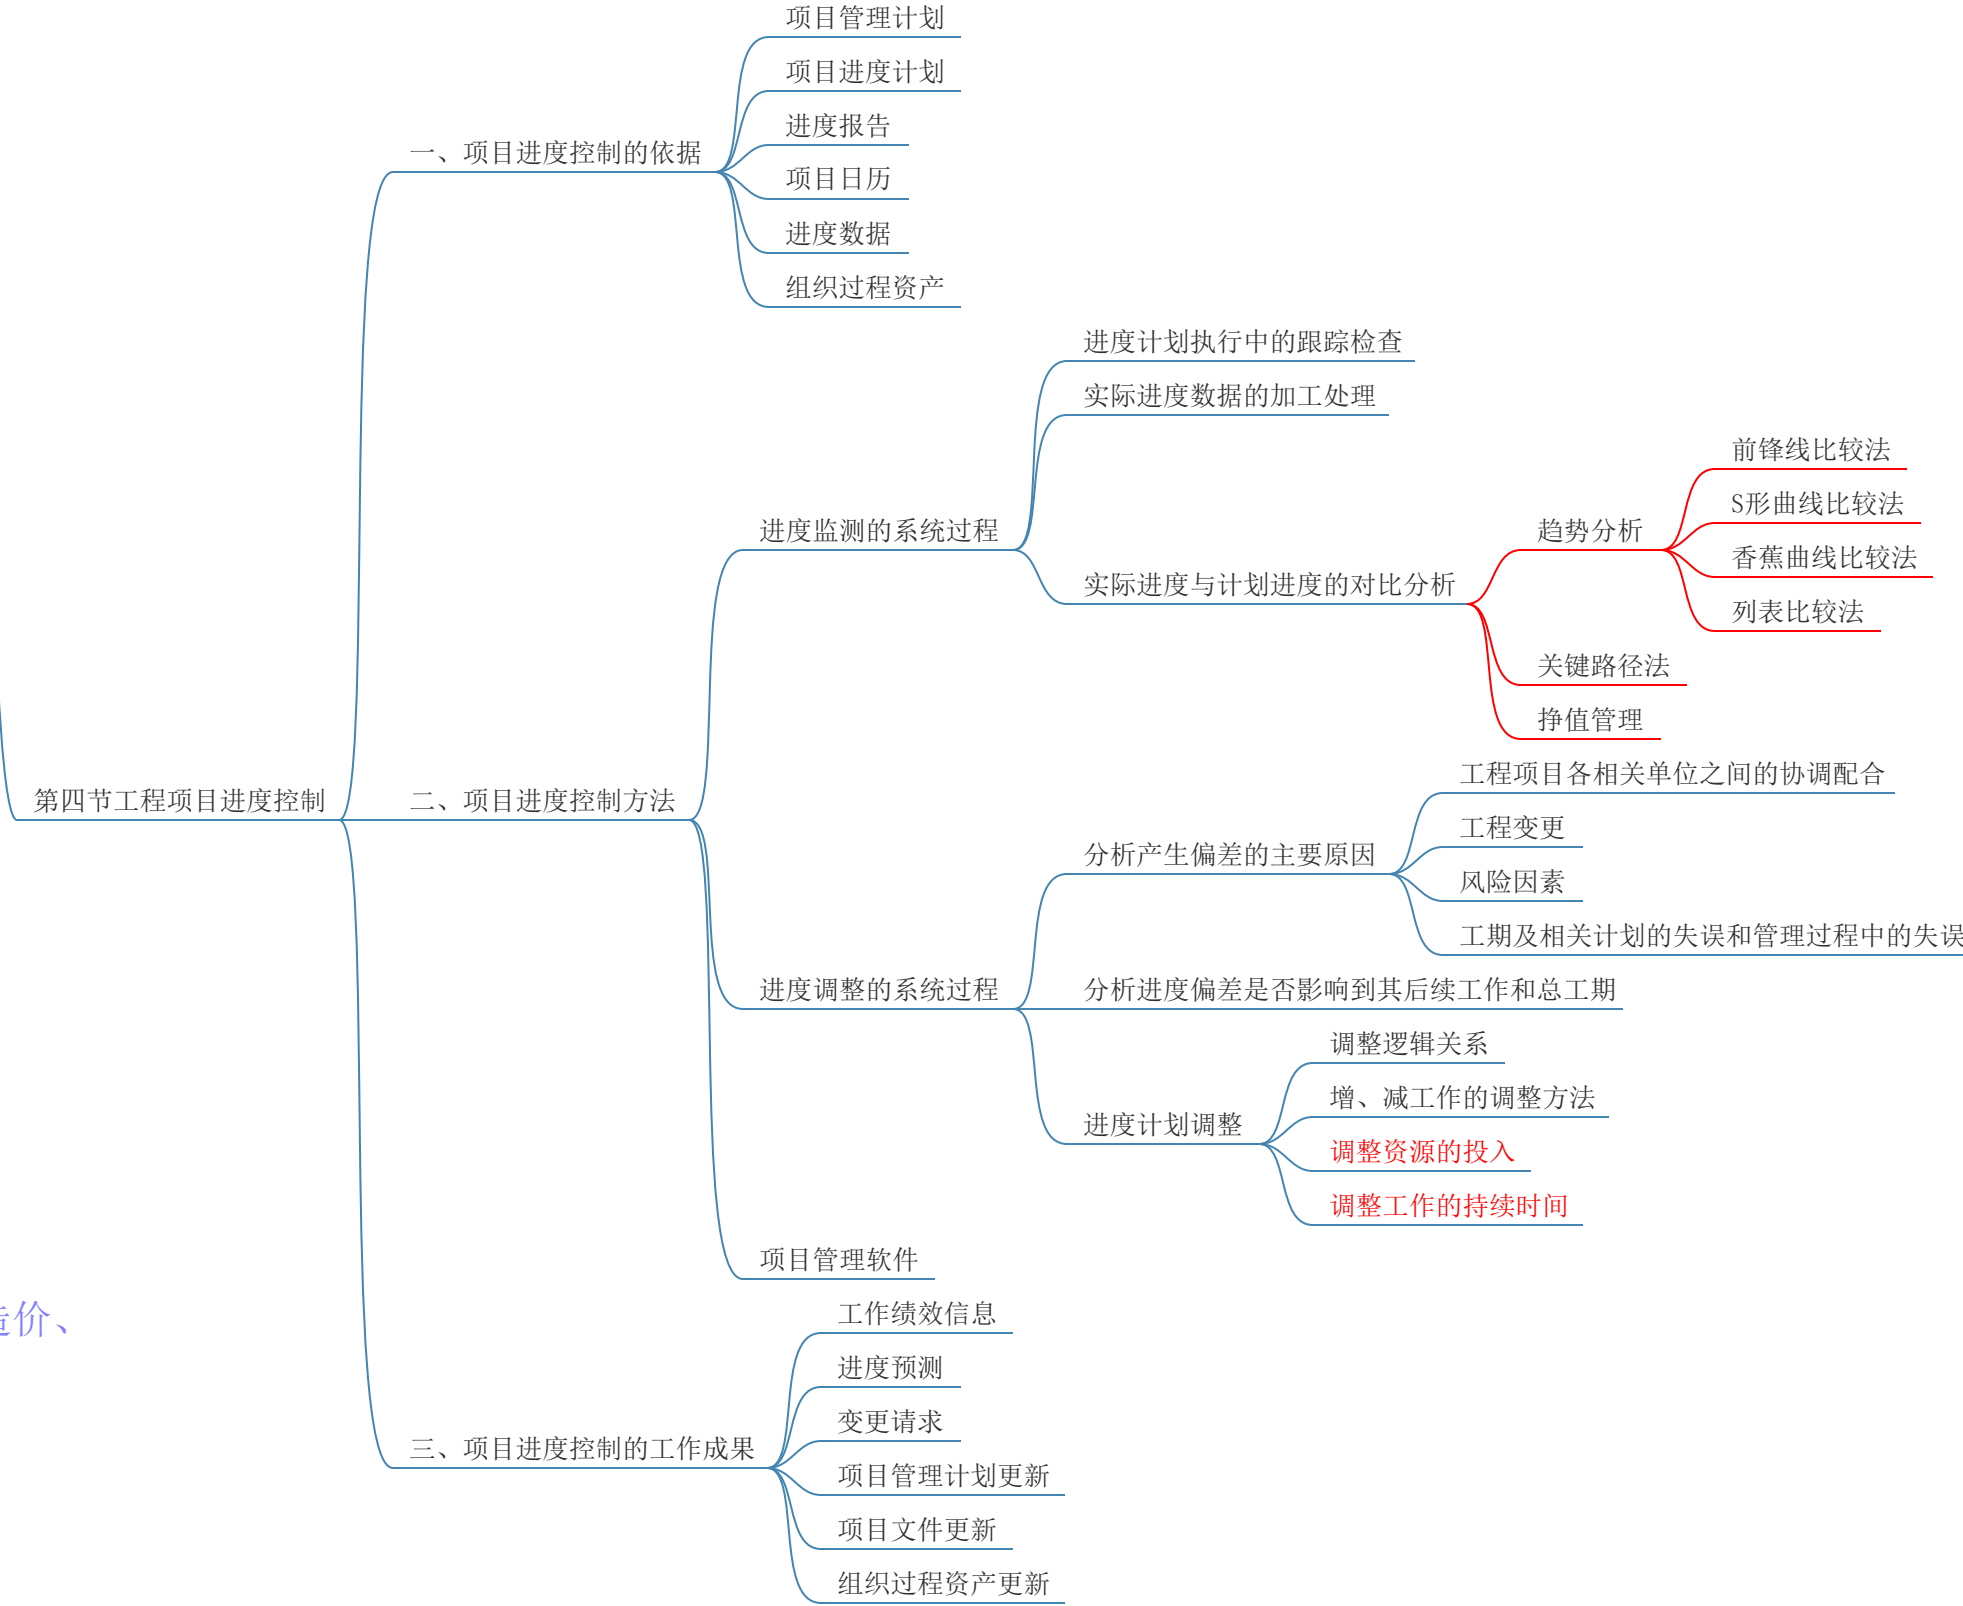 第四节工程项目进度控制
一、项目进度控制的依据
项目管理计划
项目进度计划
进度报告
项目日历
进度数据
组织过程资产
二、项目进度控制方法
进度监测的系统过程
进度计划执行中的跟踪检查
实际进度数据的加工处理
实际进度与计划进度的对比分析
趋势分析
前锋线比较法
S形曲线比较法
香蕉曲线比较法
列表比较法
关键路径法
挣值管理
进度调整的系统过程
分析产生偏差的主要原因
工程项目各相关单位之间的协调配合
工程变更
风险因素
工期及相关计划的失误和管理过程中的失误
分析进度偏差是否影响到其后续工作和总工期
进度计划调整
调整逻辑关系
增、减工作的调整方法
调整资源的投入
调整工作的持续时间
项目管理软件
三、项目进度控制的工作成果
工作绩效信息
进度预测
变更请求
项目管理计划更新
项目文件更新
组织过程资产更新
造价、